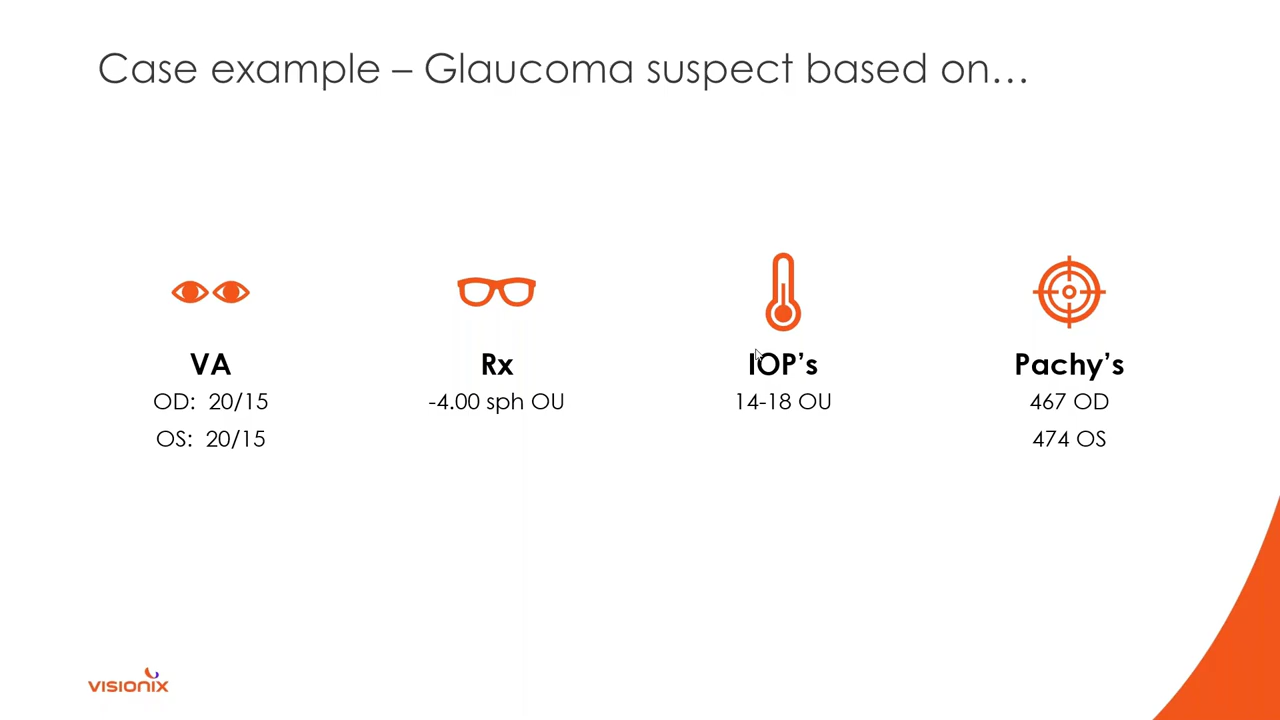 Case example – Glaucoma suspect based on…
VA
OD: 20/15
OS: 20/15
Rx
-4.00 sph OU
IOP’s
14-18 OU
Pachy’s
467 OD
474 OS
VISIONIX